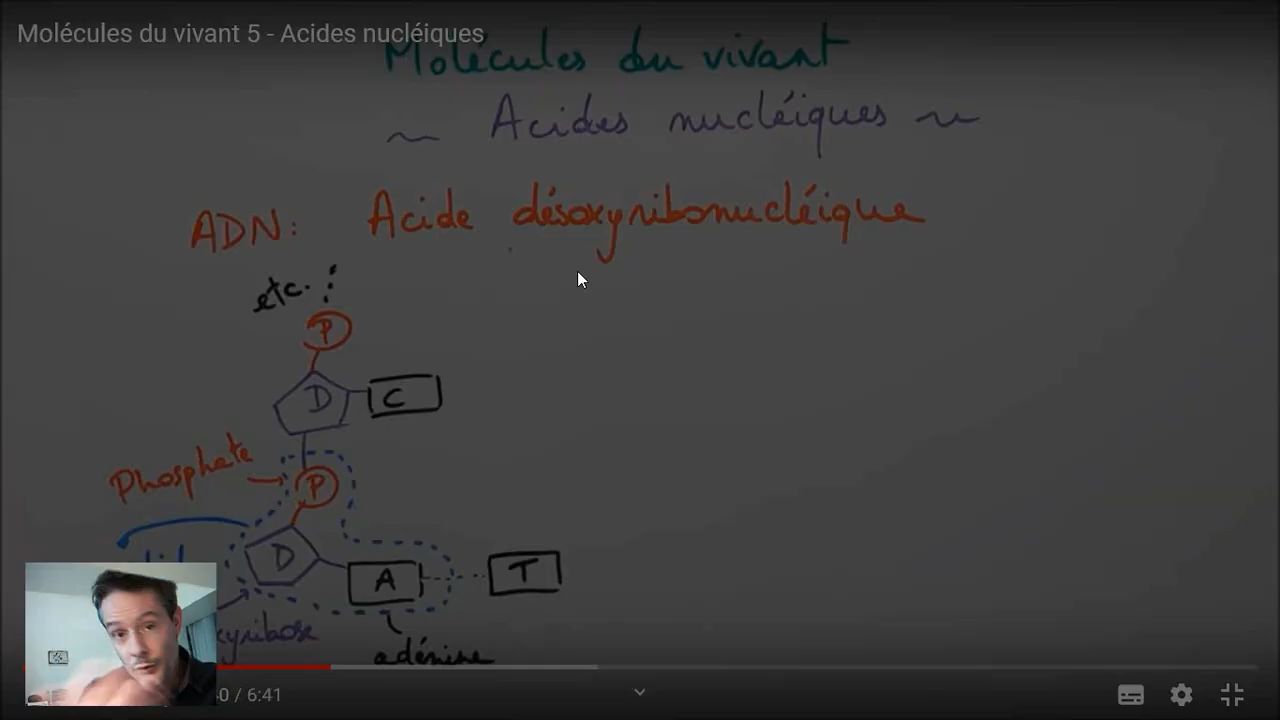 Molécules du vivant 5 - Acides nucléiques
Molécules du vivant
~ Acides nucléiques ~
ADN: Acide désoxyribonucléique
etc.
P
D C
Phosphate
P
D A T
adénine
/ 6:41